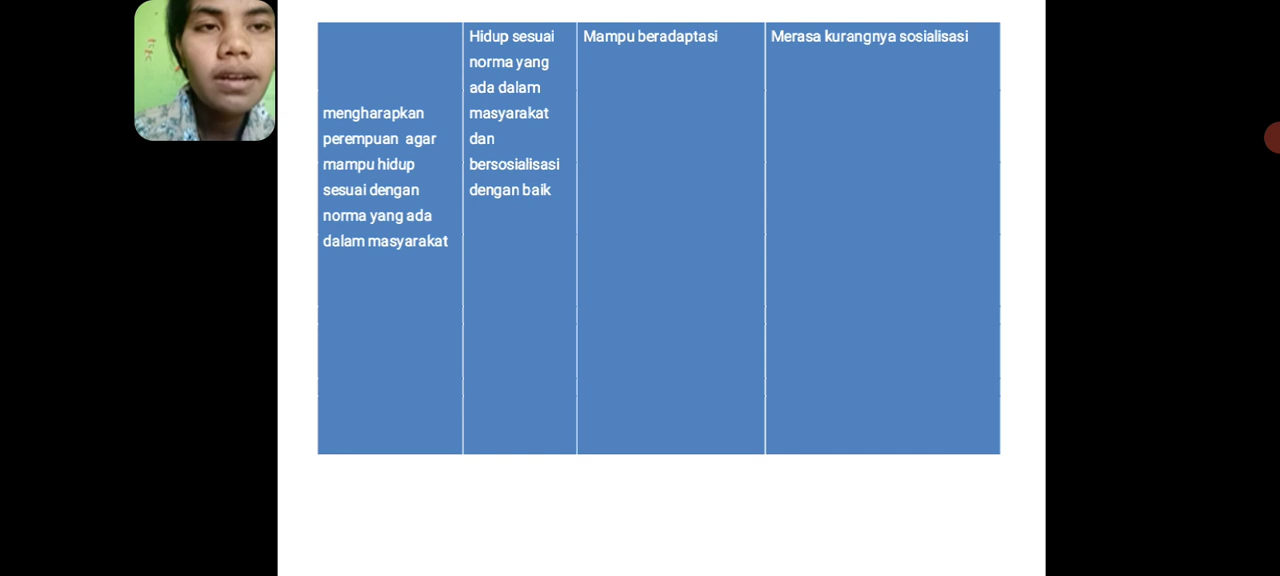 mengharapkan
perempuan agar
mampu hidup
sesuai dengan
norma yang ada
dalam masyarakat
Hidup sesuai
norma yang
ada dalam
masyarakat
dan
bersosialisasi
dengan baik
Mampu beradaptasi
Merasa kurangnya sosialisasi